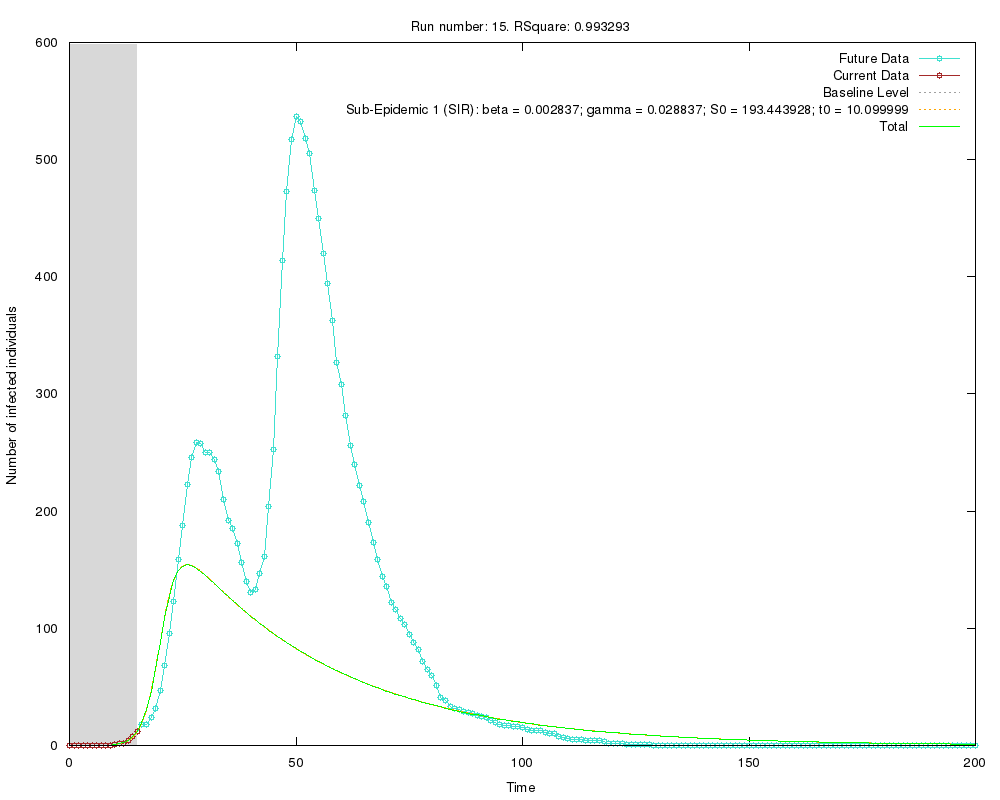 Run number: 15. RSquare: 0.993293
600
500
400
300
200
100
0
0 50 100 150 200
Number of infected individuals
Time
Future Data
Current Data
Baseline Level
Sub-Epidemic 1 (SIR): beta = 0.002837; gamma = 0.028837; S0 = 193.443928; t0 = 10.099999
Total